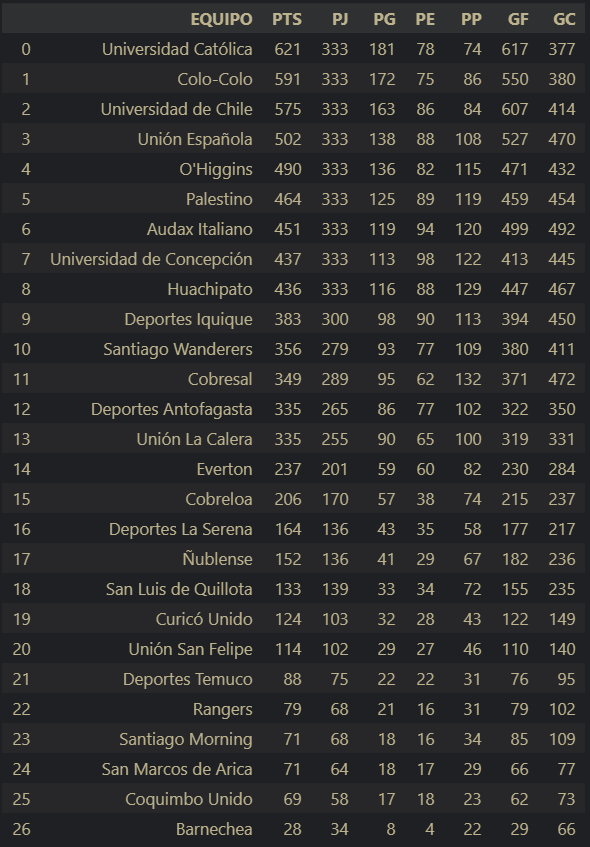 EQUIPO PTS PJ PG PE PP GF GC
0 Universidad Católica 621 333 181 78 74 617 377
1 Colo-Colo 591 333 172 75 86 550 380
2 Universidad de Chile 575 333 163 86 84 607 414
3 Unión Española 502 333 138 88 108 527 470
4 O'Higgins 490 333 136 82 115 471 432
5 Palestino 464 333 125 89 119 459 454
6 Audax Italiano 451 333 119 94 120 499 492
7 Universidad de Concepción 437 333 113 98 122 413 445
8 Huachipato 436 333 116 88 129 447 467
9 Deportes Iquique 383 300 98 90 113 394 450
10 Santiago Wanderers 356 279 93 77 109 380 411
11 Cobresal 349 289 95 62 132 371 472
12 Deportes Antofagasta 335 265 86 77 102 322 350
13 Unión La Calera 335 255 90 65 100 319 331
14 Everton 237 201 59 60 82 230 284
15 Cobreloa 206 170 57 38 74 215 237
16 Deportes La Serena 164 136 43 35 58 177 217
17 Ñublense 152 136 41 29 67 182 236
18 San Luis de Quillota 133 139 33 34 72 155 235
19 Curicó Unido 124 103 32 28 43 122 149
20 Unión San Felipe 114 102 29 27 46 110 140
21 Deportes Temuco 88 75 22 22 31 76 95
22 Rangers 79 68 21 16 31 79 102
23 Santiago Morning 71 68 18 16 34 85 109
24 San Marcos de Arica 71 64 18 17 29 66 77
25 Coquimbo Unido 69 58 17 18 23 62 73
26 Barnechea 28 34 8 4 22 29 66